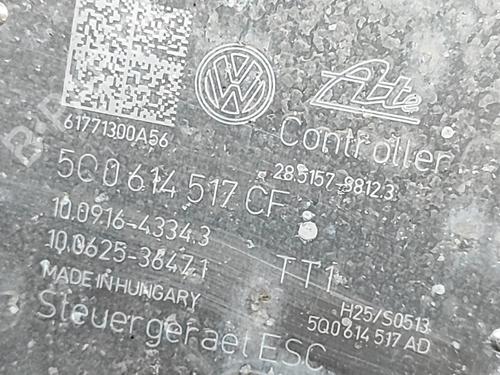 Ate
61771300A56
Controller
28.5157-9812.3
5Q0 614 517 CF
10.0916-4334.3
10.0625-3647.1
TT1
MADE IN HUNGARY
H25/S0513
5Q0 614 517 AD
Steuergeraet ESC